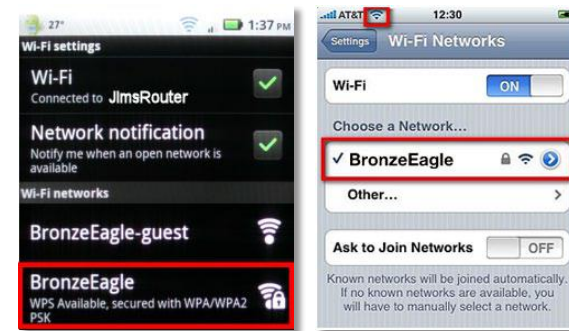 27°
1:37 PM
Wi-Fi settings
Wi-Fi
Connected to JimsRouter
Network notification
Notify me when an open network is
available
Wi-Fi networks
BronzeEagle-guest
BronzeEagle
WPS Available, secured with WPA/WPA2
PSK
AT&T
12:30
Settings
Wi-Fi Networks
Wi-Fi
ON
Choose a Network...
✓ BronzeEagle
Other...
Ask to Join Networks
OFF
Known networks will be joined automatically.
If no known networks are available, you
will have to manually select a network.